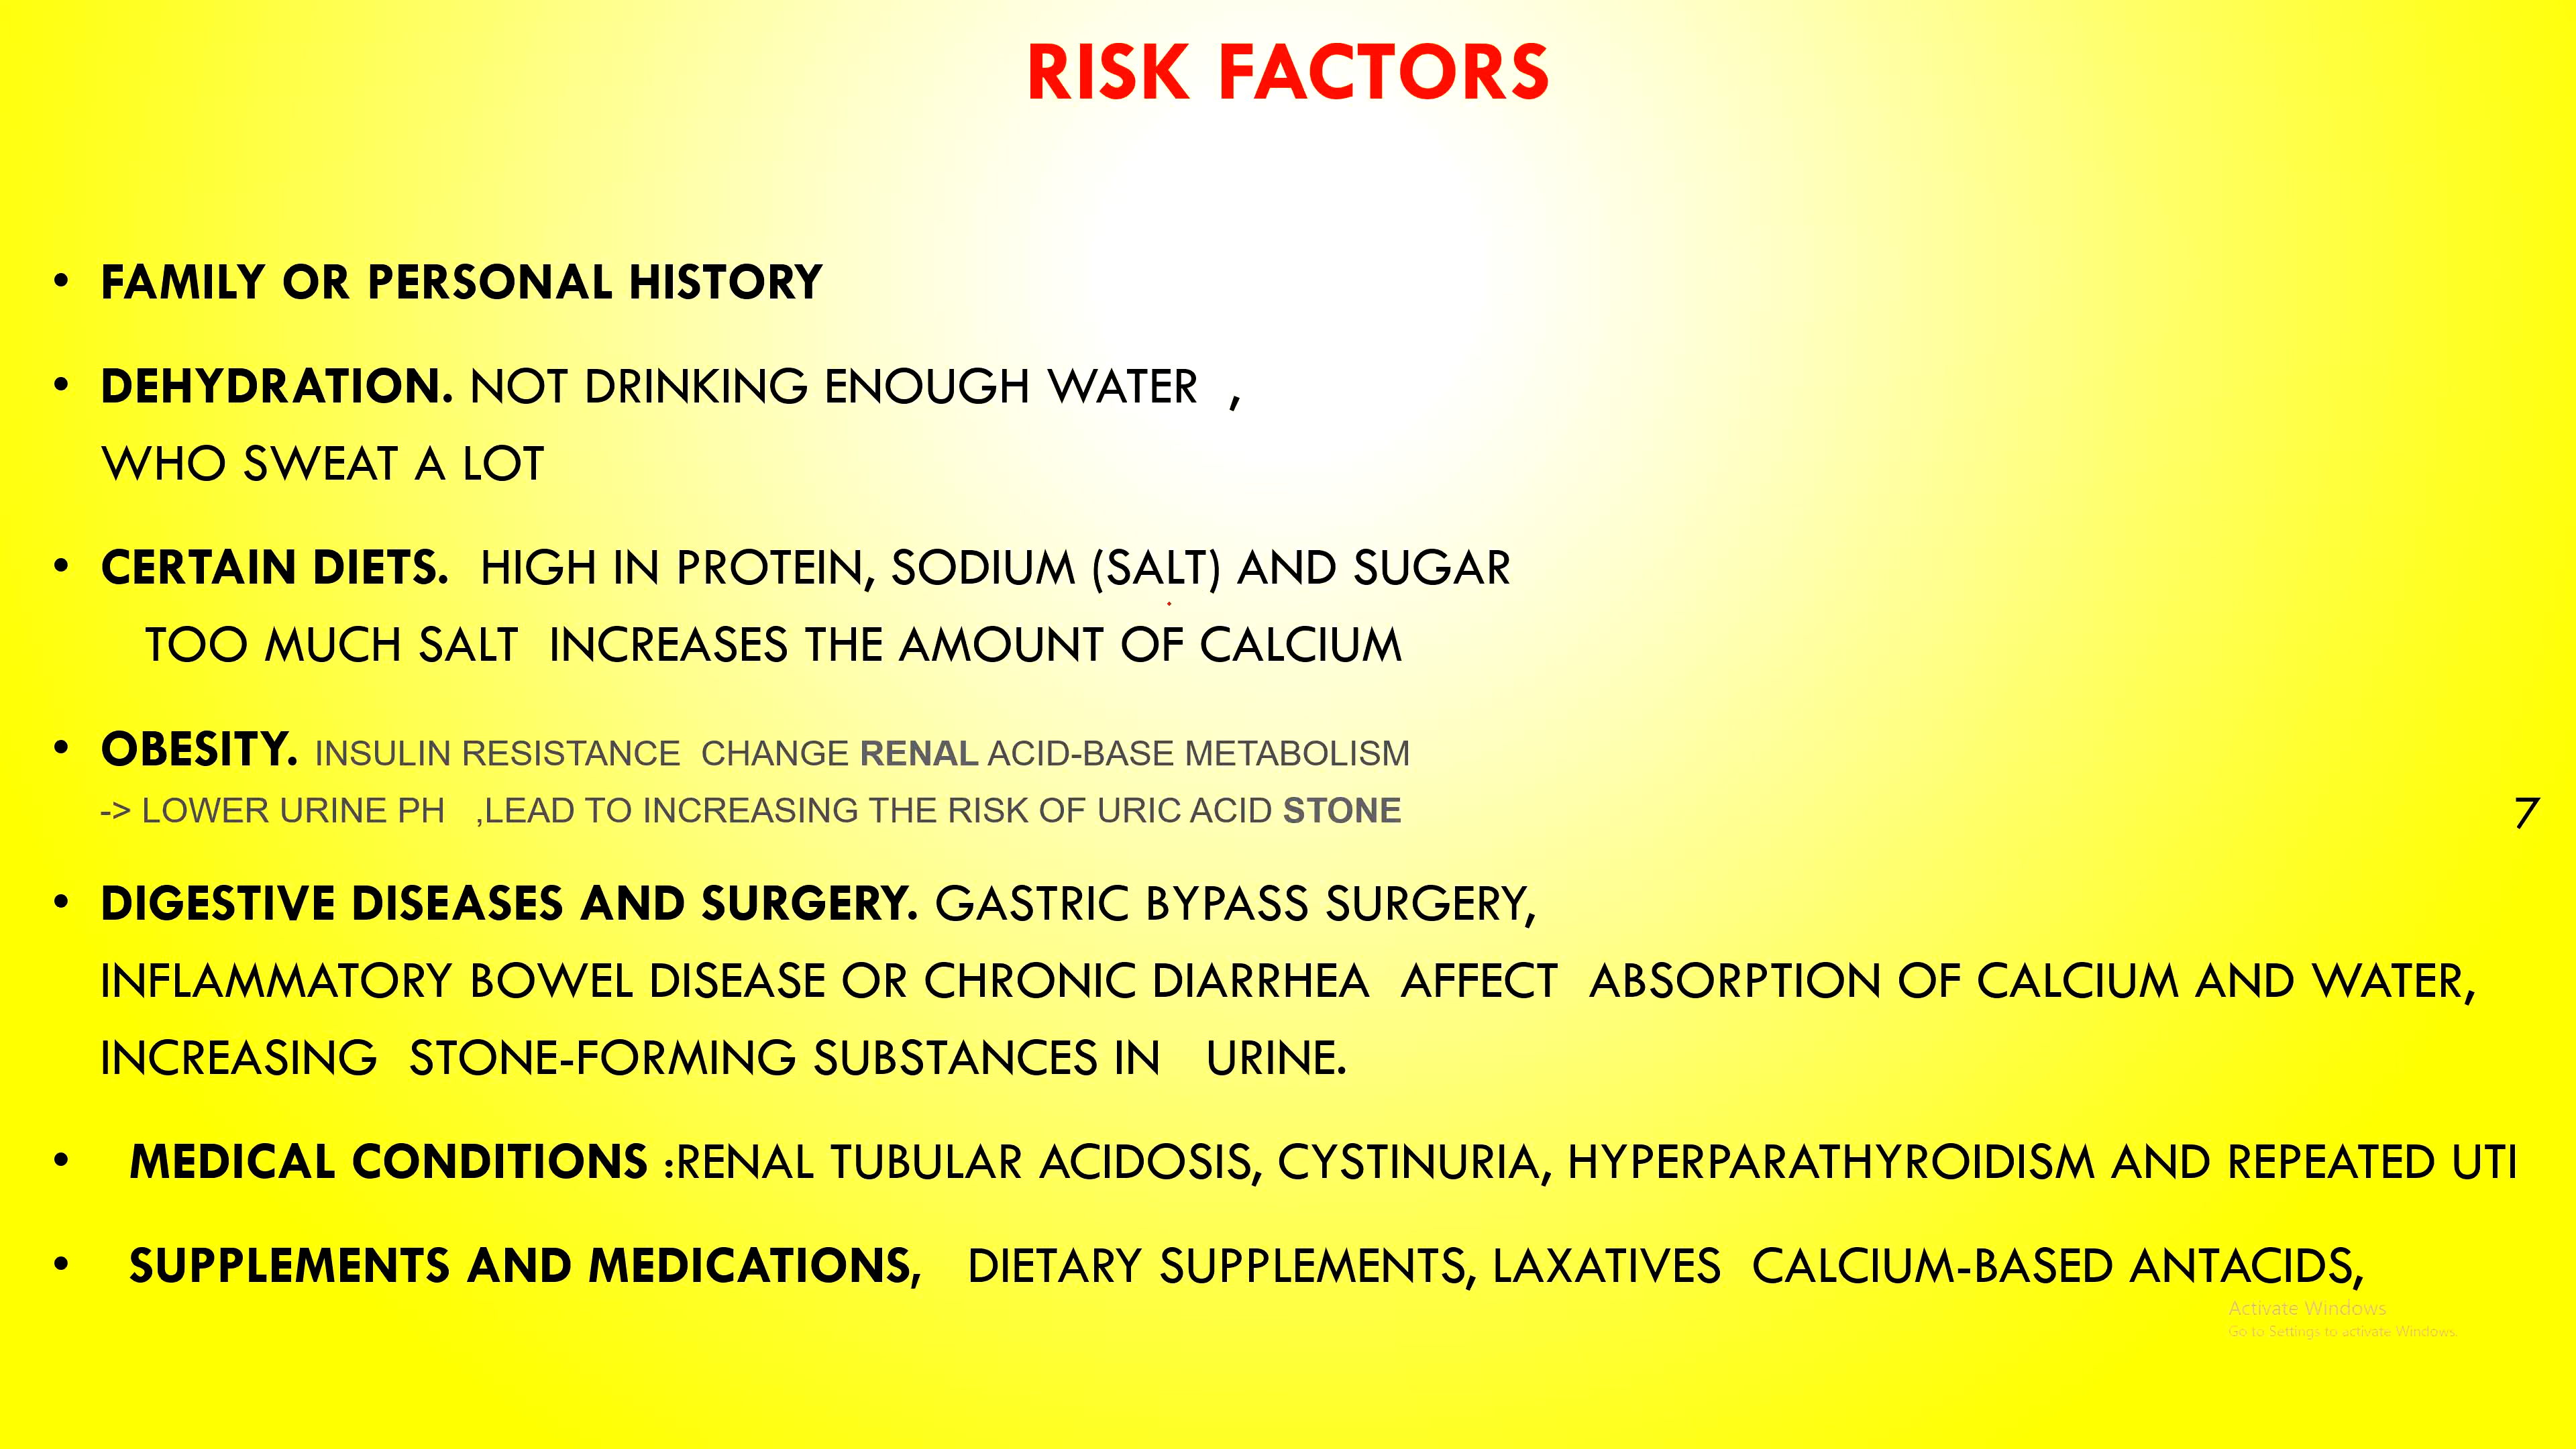 RISK FACTORS
• FAMILY OR PERSONAL HISTORY
• DEHYDRATION. NOT DRINKING ENOUGH WATER ,
WHO SWEAT A LOT
• CERTAIN DIETS. HIGH IN PROTEIN, SODIUM (SALT) AND SUGAR
TOO MUCH SALT INCREASES THE AMOUNT OF CALCIUM
• OBESITY. INSULIN RESISTANCE CHANGE RENAL ACID-BASE METABOLISM
-> LOWER URINE PH ,LEAD TO INCREASING THE RISK OF URIC ACID STONE
7
• DIGESTIVE DISEASES AND SURGERY. GASTRIC BYPASS SURGERY,
INFLAMMATORY BOWEL DISEASE OR CHRONIC DIARRHEA AFFECT ABSORPTION OF CALCIUM AND WATER,
INCREASING STONE-FORMING SUBSTANCES IN URINE.
• MEDICAL CONDITIONS :RENAL TUBULAR ACIDOSIS, CYSTINURIA, HYPERPARATHYROIDISM AND REPEATED UTI
• SUPPLEMENTS AND MEDICATIONS, DIETARY SUPPLEMENTS, LAXATIVES CALCIUM-BASED ANTACIDS,
Activate Windows
Go to Settings to activate Windows.